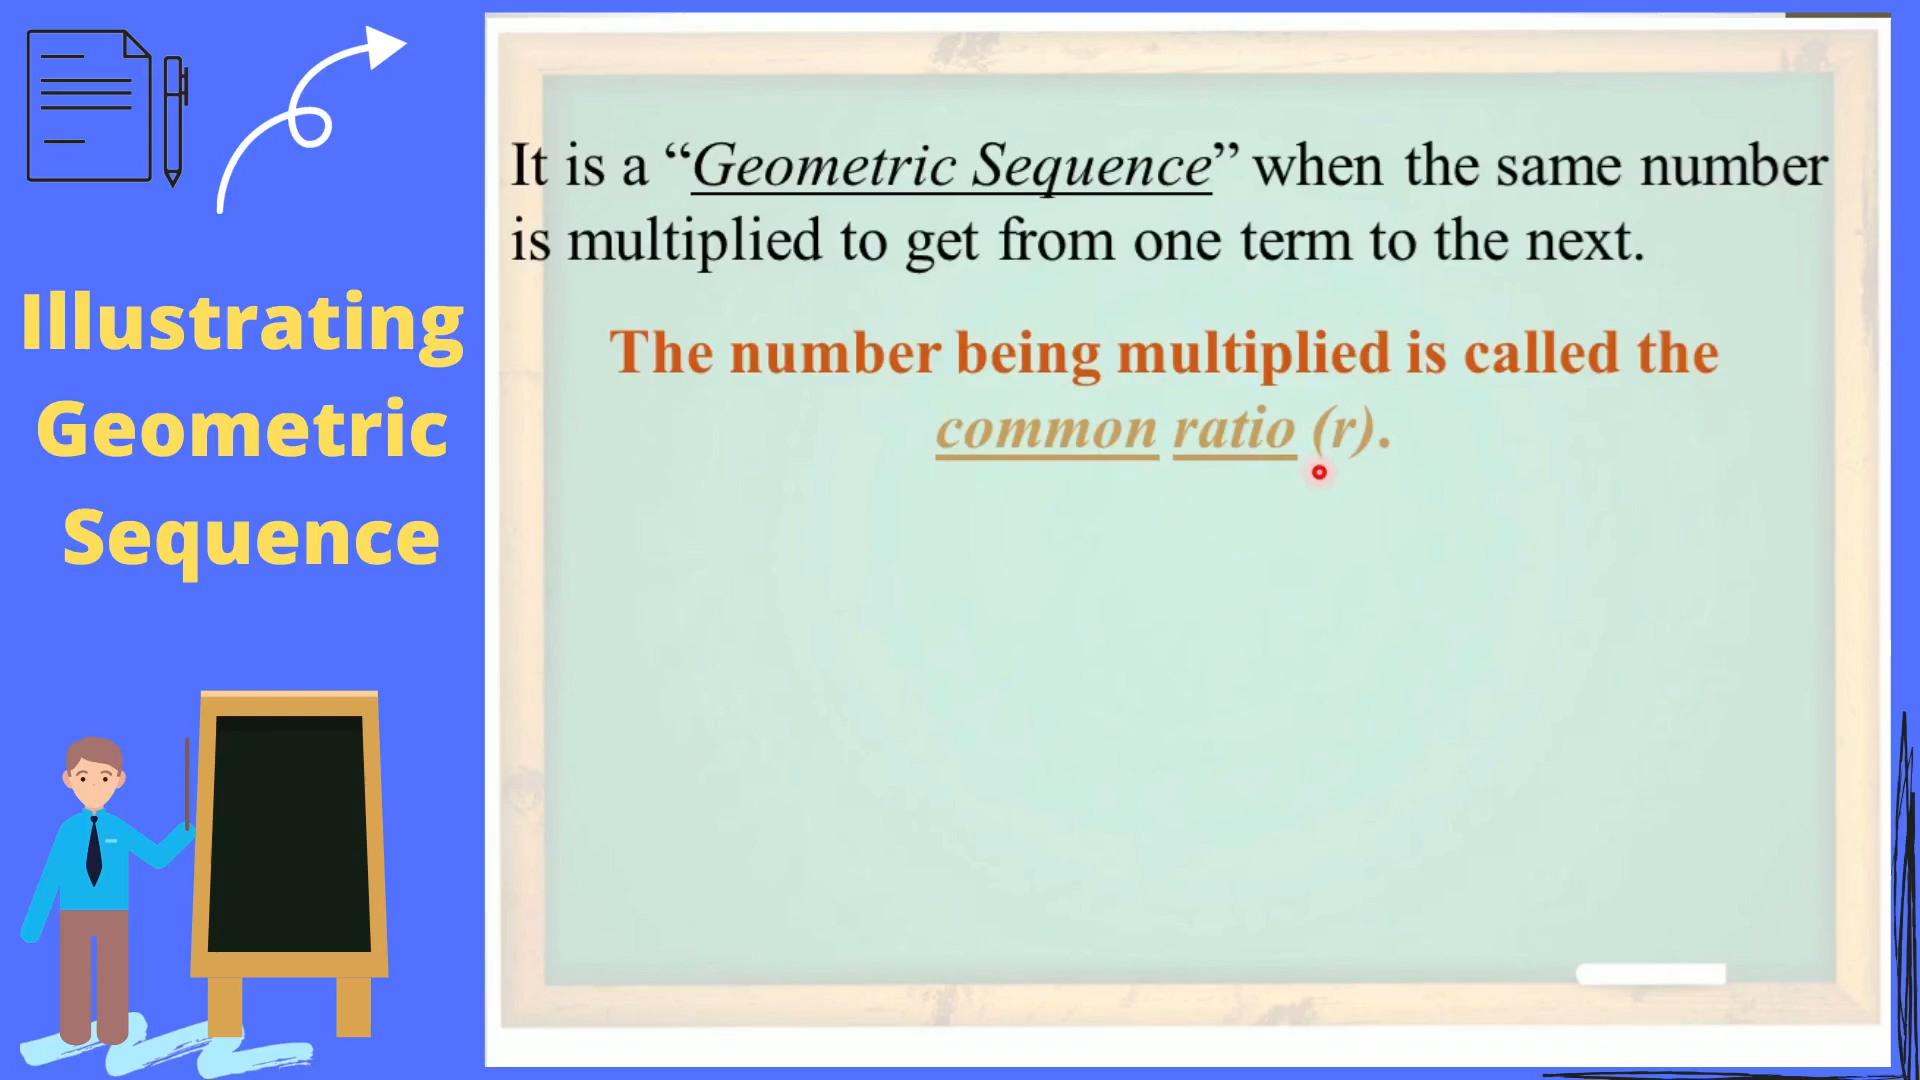 Illustrating
Geometric
Sequence
It is a “Geometric Sequence” when the same number
is multiplied to get from one term to the next.
The number being multiplied is called the
common ratio (r).